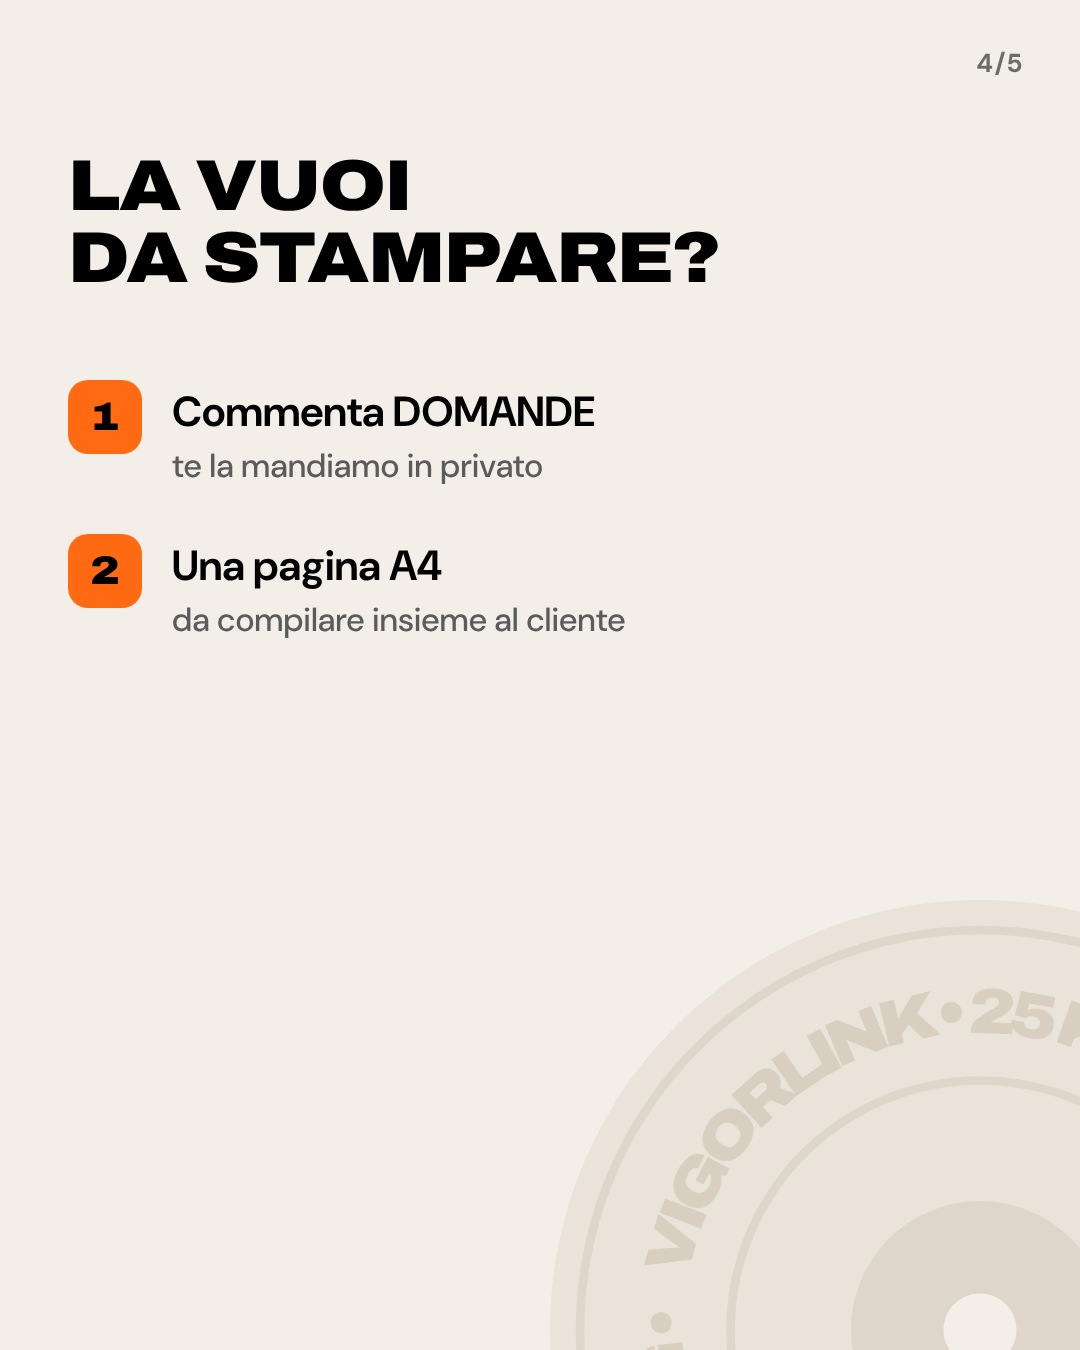 4/5
LA VUOI
DA STAMPARE?
1
Commenta DOMANDE
te la mandiamo in privato
2
Una pagina A4
da compilare insieme al cliente
VIGORLINK • 25